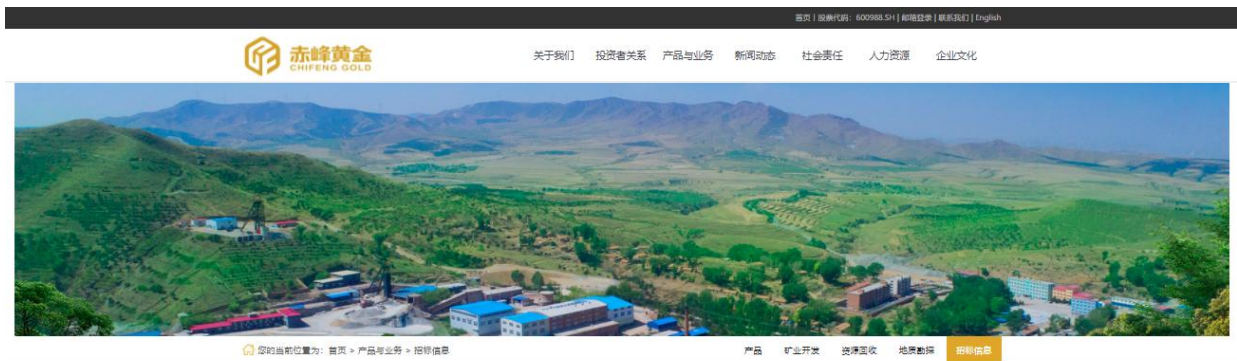 首页 | 股票代码：600988.SH | 邮箱登录 | 联系我们 | English
赤峰黄金
CHIFENG GOLD
关于我们 投资者关系 产品与业务 新闻动态 社会责任 人力资源 企业文化
您的当前位置为：首页 > 产品与业务 > 招标信息
产品 矿业开发 资源回收 地质勘探 招标信息